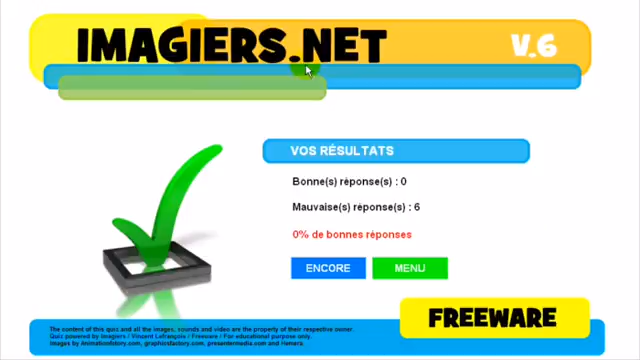 IMAGIERS.NET
V.6
VOS RÉSULTATS
Bonne(s) réponse(s) : 0
Mauvaise(s) réponse(s) : 6
0% de bonnes réponses
ENCORE
MENU
FREEWARE
The content of this quiz and all the images, sounds and video are the property of their respective owner.
Quiz powered by Imagiers / Vincent Lefrançois / Freeware / For educational purpose only.
Images by Animationfctory.com, graphicsfactory.com, presentermedia.com and